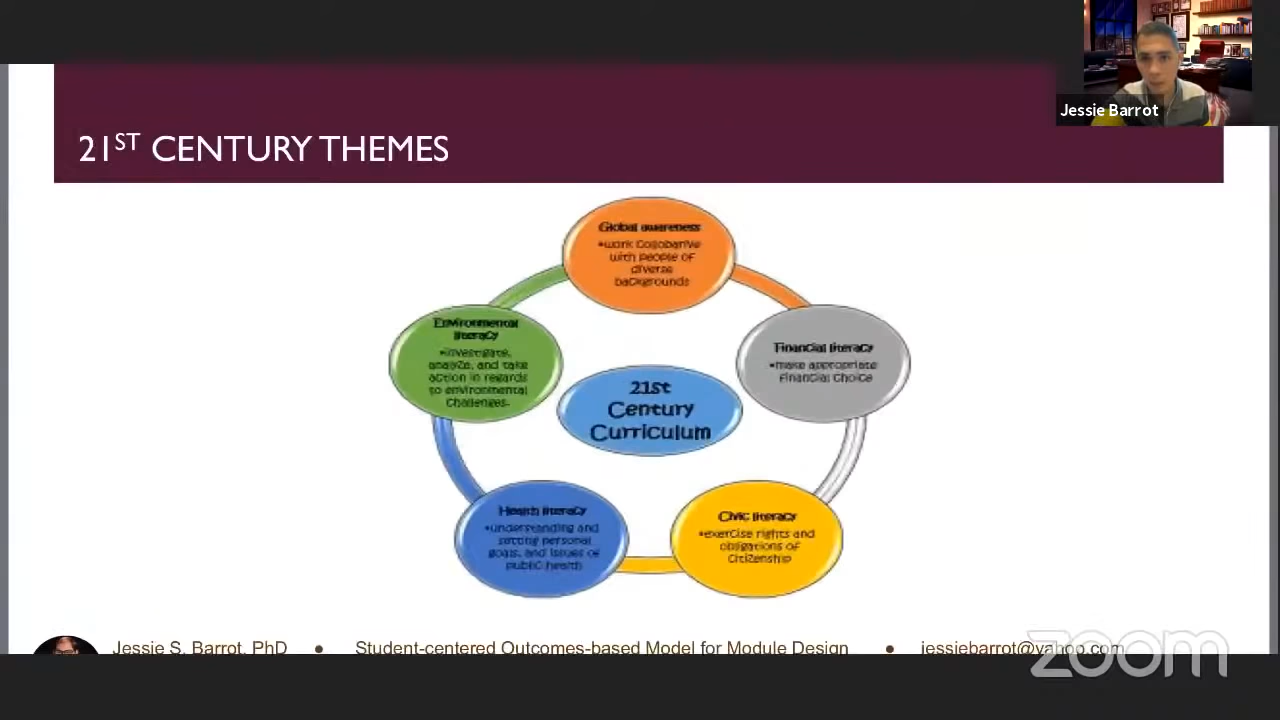 Jessie Barrot
21ST CENTURY THEMES
Global awareness
•work Collobarive
with people of
diverse
backgrounds
Environmental
literacy
•investigate,
analyze, and take
action in regards
to environmental
Challenges.
Financial literacy
•make appropriate
Financial Choice
21st
Century
Curriculum
Health literacy
•understanding and
setting personal
goals, and issues of
public health
Civic literacy
•exercise rights and
obligations of
Citizenship
Jessie S. Barrot, PhD • Student-centered Outcomes-based Model for Module Design • jessiebarrot@yahoo.com
zoom